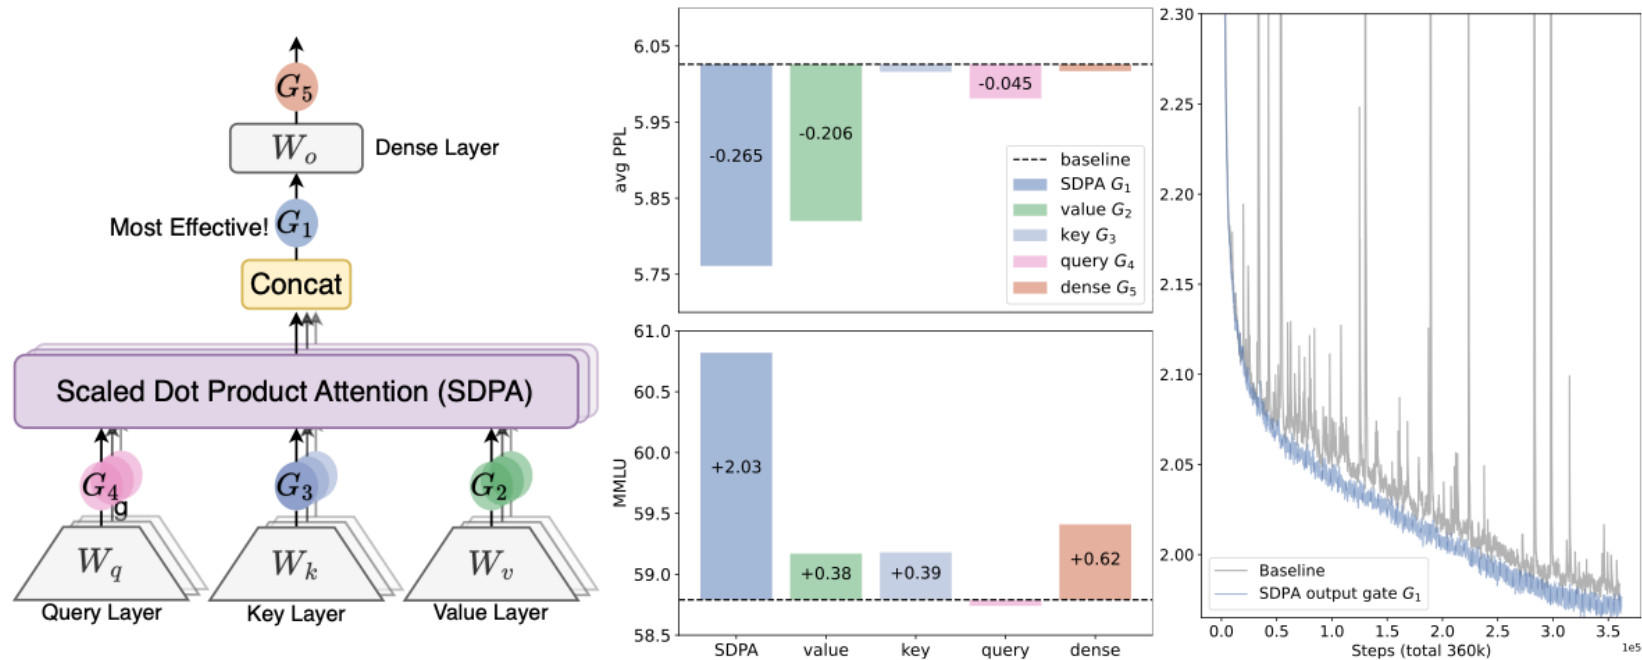 G5
Wo
Dense Layer
Most Effective!
G1
Concat
Scaled Dot Product Attention (SDPA)
G4
g
G3
G2
Wq
Wk
Wv
Query Layer
Key Layer
Value Layer
avg PPL
6.05
5.95
5.85
5.75
-0.265
-0.206
-0.045
baseline
SDPA G1
value G2
key G3
query G4
dense G5
MMLU
61.0
60.5
60.0
59.5
59.0
58.5
+2.03
+0.38
+0.39
+0.62
SDPA
value
key
query
dense
2.30
2.25
2.20
2.15
2.10
2.05
2.00
Baseline
SDPA output gate G1
0.0
0.5
1.0
1.5
2.0
2.5
3.0
3.5
Steps (total 360k)
1e5